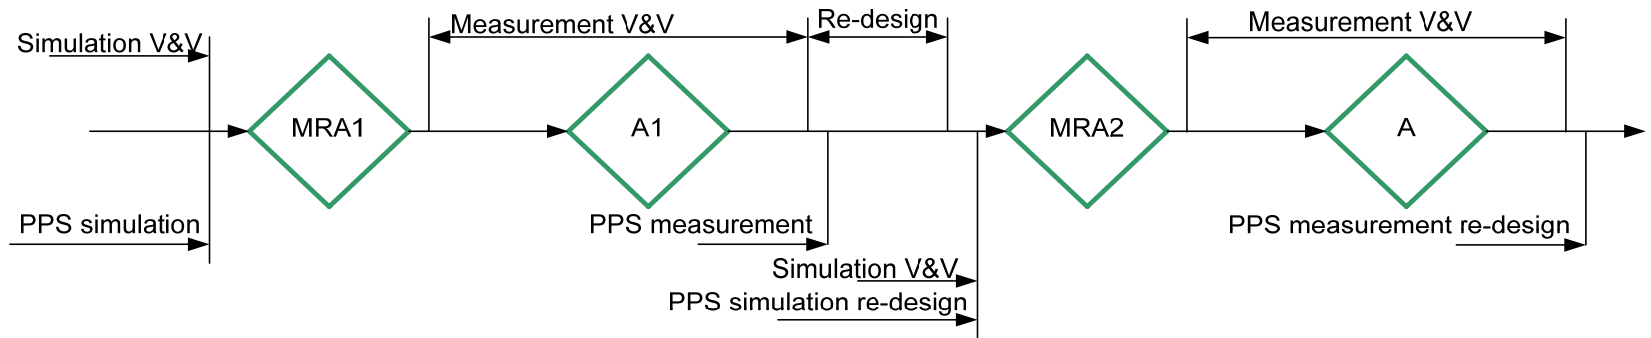 Simulation V&V
Measurement V&V
Re-design
Measurement V&V
MRA1
A1
MRA2
A
PPS simulation
PPS measurement
PPS measurement re-design
Simulation V&V
PPS simulation re-design